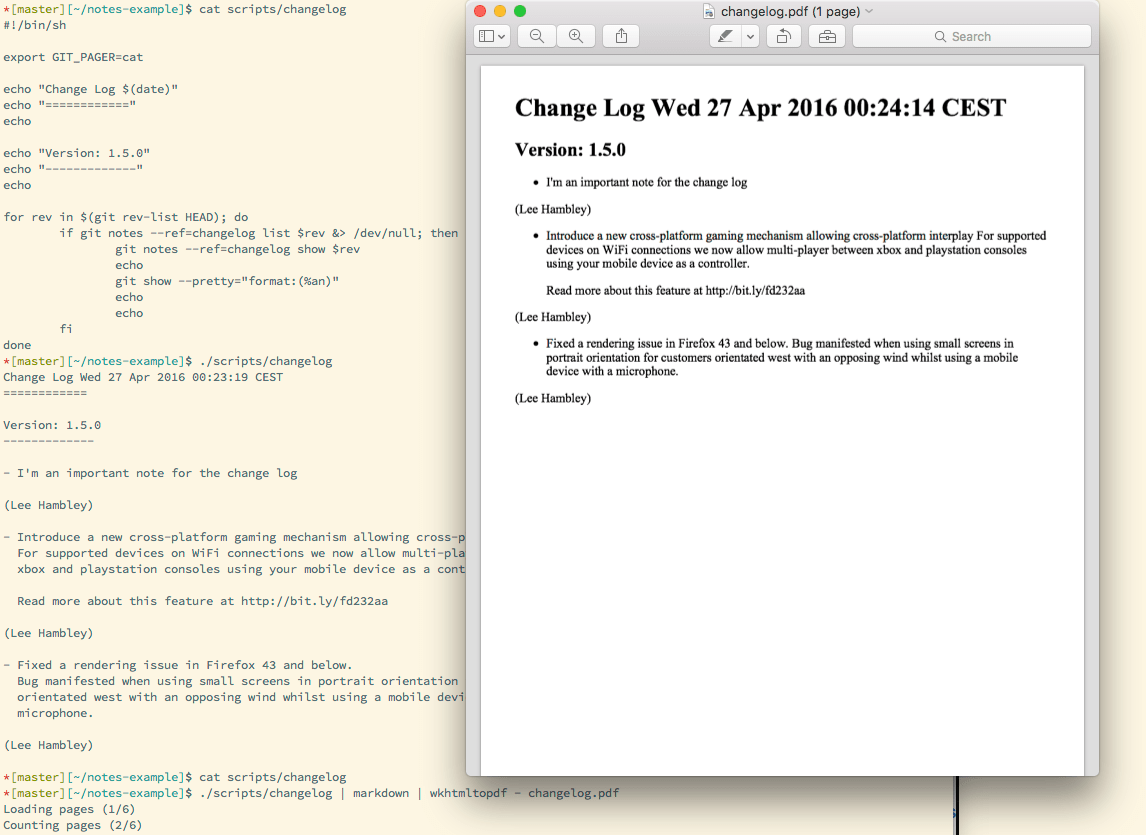 *[master][~/notes-example]$ cat scripts/changelog
#!/bin/sh
export GIT_PAGER=cat
echo "Change Log $(date)"
echo "============"
echo
echo "Version: 1.5.0"
echo "-------------"
echo
for rev in $(git rev-list HEAD); do
if git notes --ref=changelog list $rev &> /dev/null; then
git notes --ref=changelog show $rev
echo
git show --pretty="format:(%an)"
echo
echo
fi
done
*[master][~/notes-example]$ ./scripts/changelog
Change Log Wed 27 Apr 2016 00:23:19 CEST
============
Version: 1.5.0
-------------
- I'm an important note for the change log
(Lee Hambley)
- Introduce a new cross-platform gaming mechanism allowing cross-p
For supported devices on WiFi connections we now allow multi-pla
xbox and playstation consoles using your mobile device as a cont
Read more about this feature at http://bit.ly/fd232aa
(Lee Hambley)
- Fixed a rendering issue in Firefox 43 and below.
Bug manifested when using small screens in portrait orientation
orientated west with an opposing wind whilst using a mobile devi
microphone.
(Lee Hambley)
*[master][~/notes-example]$ cat scripts/changelog
*[master][~/notes-example]$ ./scripts/changelog | markdown | wkhtmltopdf - changelog.pdf
Loading pages (1/6)
Counting pages (2/6)
changelog.pdf (1 page)
Search
Change Log Wed 27 Apr 2016 00:24:14 CEST
Version: 1.5.0
• I'm an important note for the change log
(Lee Hambley)
• Introduce a new cross-platform gaming mechanism allowing cross-platform interplay For supported
devices on WiFi connections we now allow multi-player between xbox and playstation consoles
using your mobile device as a controller.
Read more about this feature at http://bit.ly/fd232aa
(Lee Hambley)
• Fixed a rendering issue in Firefox 43 and below. Bug manifested when using small screens in
portrait orientation for customers orientated west with an opposing wind whilst using a mobile
device with a microphone.
(Lee Hambley)